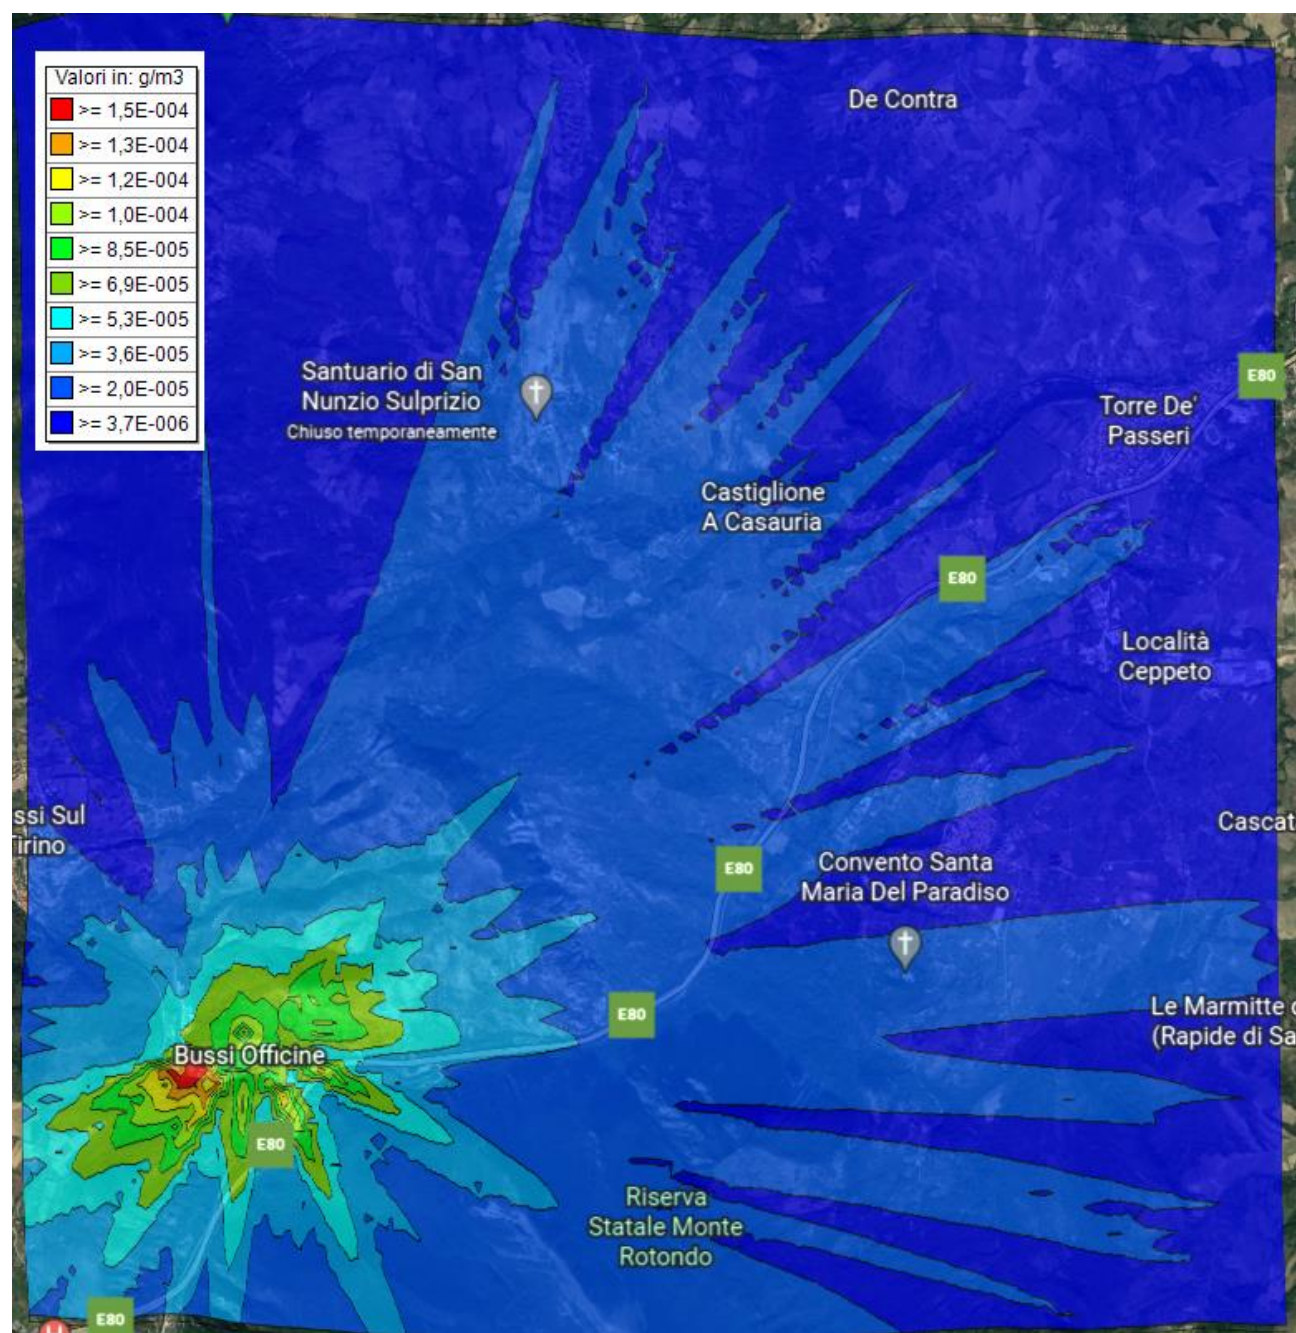 Valori in: g/m3
>= 1,5E-004
>= 1,3E-004
>= 1,2E-004
>= 1,0E-004
>= 8,5E-005
>= 6,9E-005
>= 5,3E-005
>= 3,6E-005
>= 2,0E-005
>= 3,7E-006
De Contra
Santuario di San
Nunzio Sulprizio
Chiuso temporaneamente
E80
Torre De'
Passeri
Castiglione
A Casauria
E80
Località
Ceppeto
ssi Sul
Tirino
Cascat
E80
Convento Santa
Maria Del Paradiso
E80
Le Marmitte
(Rapide di Sa
Bussi Officine
E80
Riserva
Statale Monte
Rotondo
E80